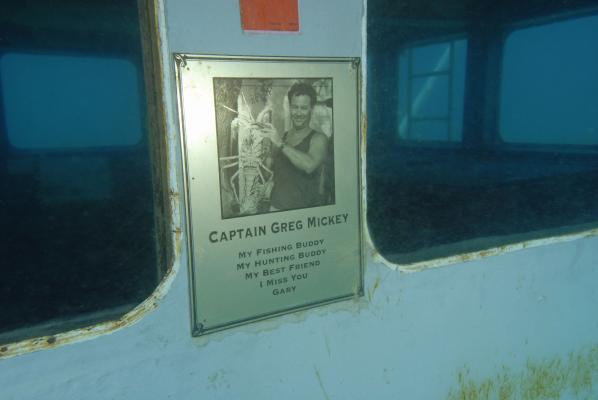 CAPTAIN GREG MICKEY
MY FISHING BUDDY
MY HUNTING BUDDY
MY BEST FRIEND
I MISS YOU
GARY